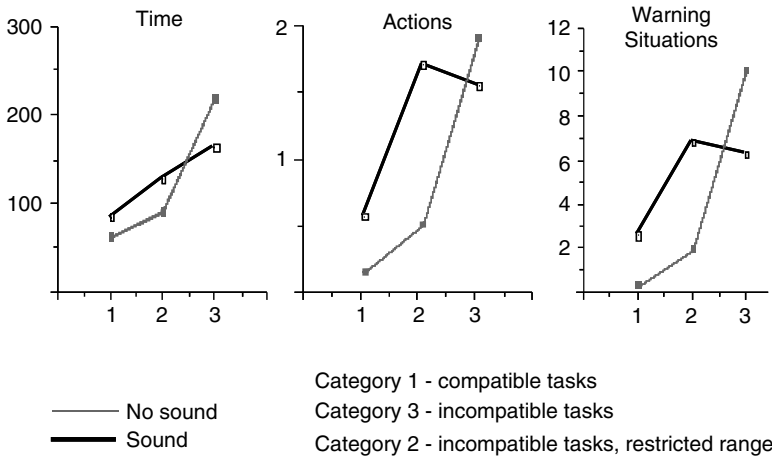 Time
300
200
100
1 2 3
Actions
2
1
1 2 3
Warning
Situations
12
10
8
6
4
2
1 2 3
No sound
Sound
Category 1 - compatible tasks
Category 3 - incompatible tasks
Category 2 - incompatible tasks, restricted range